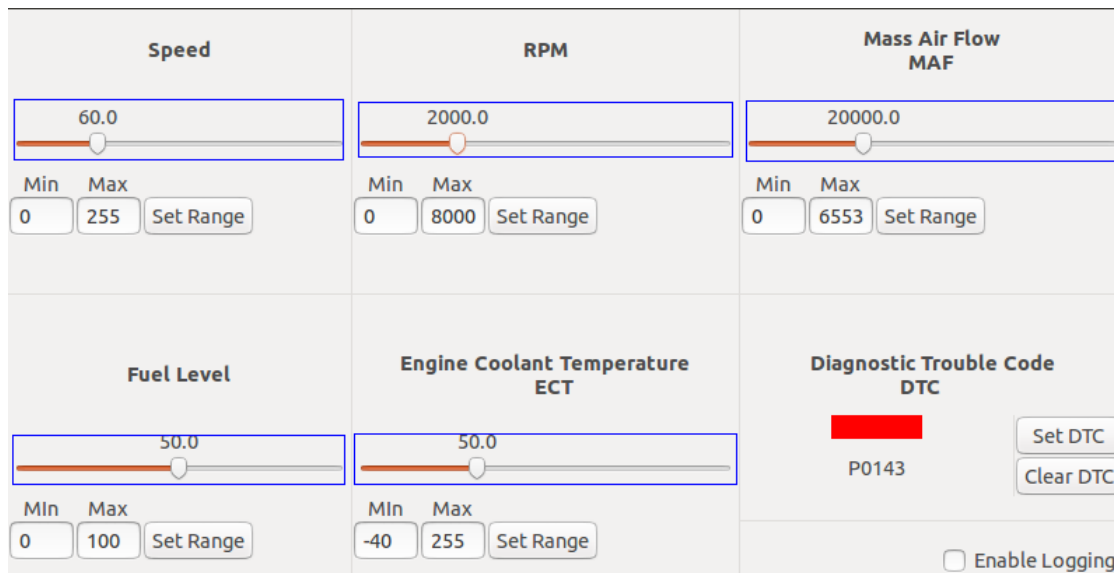 Speed
60.0
Min Max
0 255 Set Range
RPM
2000.0
Min Max
0 8000 Set Range
Mass Air Flow
MAF
20000.0
Min Max
0 6553 Set Range
Fuel Level
50.0
MIn Max
0 100 Set Range
Engine Coolant Temperature
ECT
50.0
MIn Max
-40 255 Set Range
Diagnostic Trouble Code
DTC
Set DTC
P0143
Clear DTC
Enable Logging